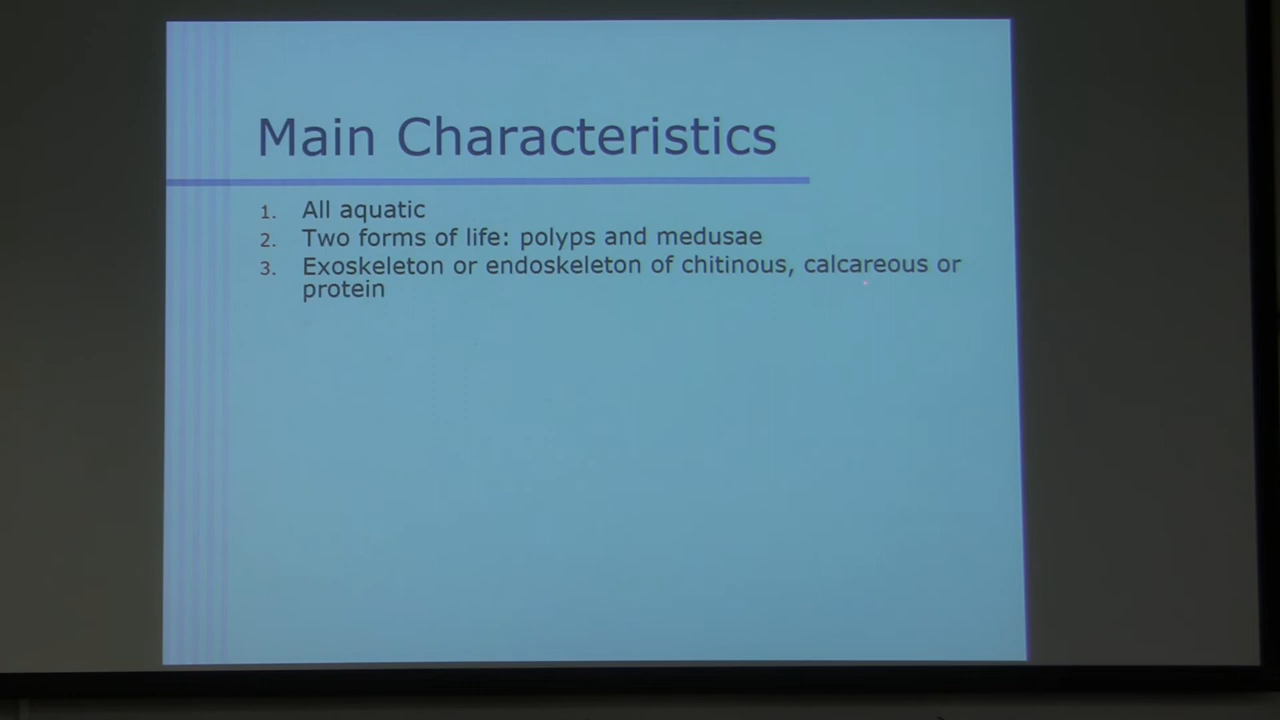 Main Characteristics
1. All aquatic
2. Two forms of life: polyps and medusae
3. Exoskeleton or endoskeleton of chitinous, calcareous or
protein